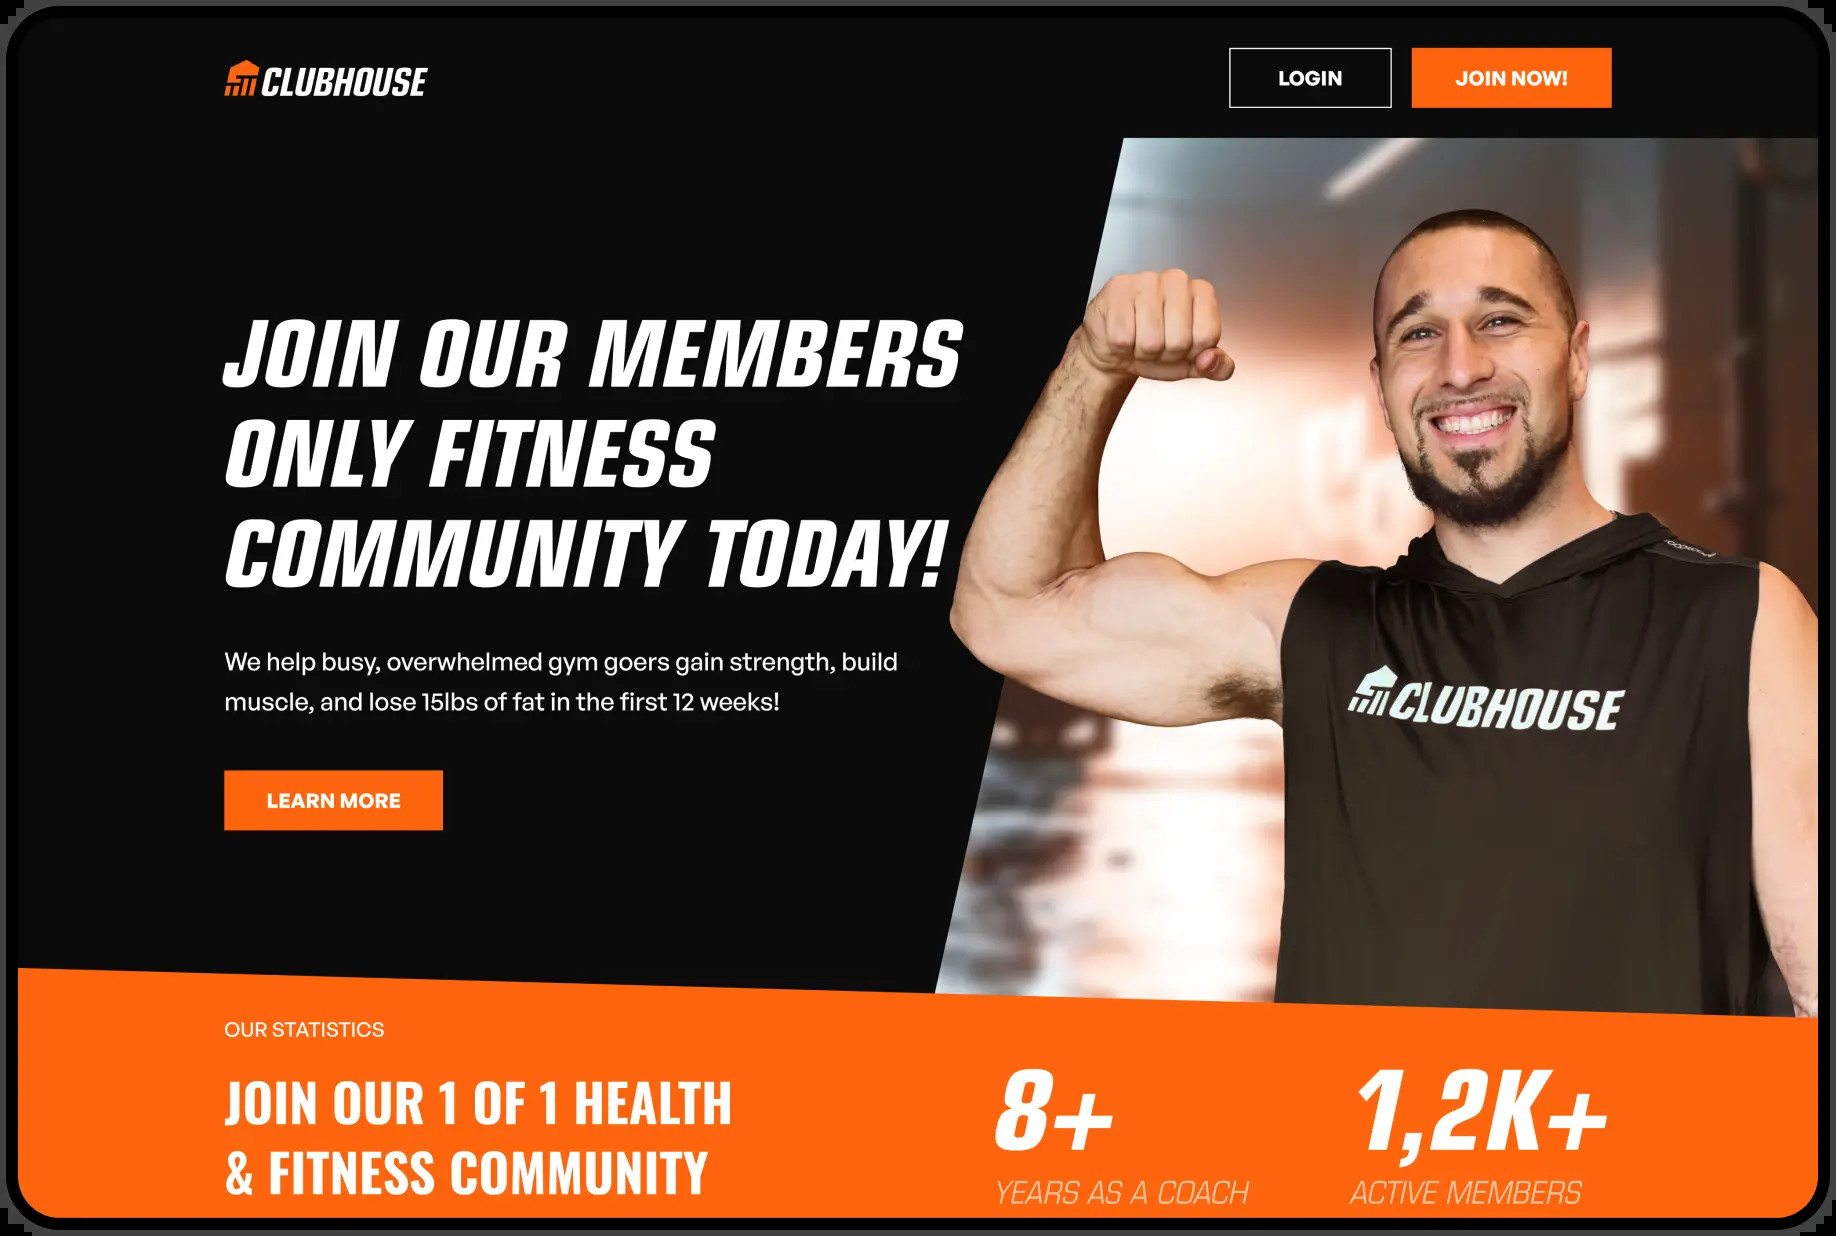 CLUBHOUSE
LOGIN
JOIN NOW!
JOIN OUR MEMBERS
ONLY FITNESS
COMMUNITY TODAY!
We help busy, overwhelmed gym goers gain strength, build
muscle, and lose 15lbs of fat in the first 12 weeks!
LEARN MORE
CLUBHOUSE
OUR STATISTICS
JOIN OUR 1 OF 1 HEALTH
& FITNESS COMMUNITY
8+
YEARS AS A COACH
1,2K+
ACTIVE MEMBERS